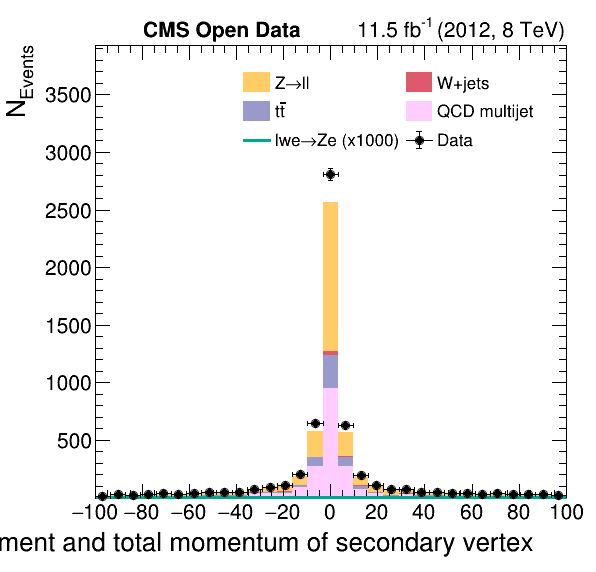 CMS Open Data 11.5 fb⁻¹ (2012, 8 TeV)
N_Events
Z→ll W+jets
tt̄ QCD multijet
lwe→Ze (x1000) Data
3500
3000
2500
2000
1500
1000
500
−100 −80 −60 −40 −20 0 20 40 60 80 100
ment and total momentum of secondary vertex